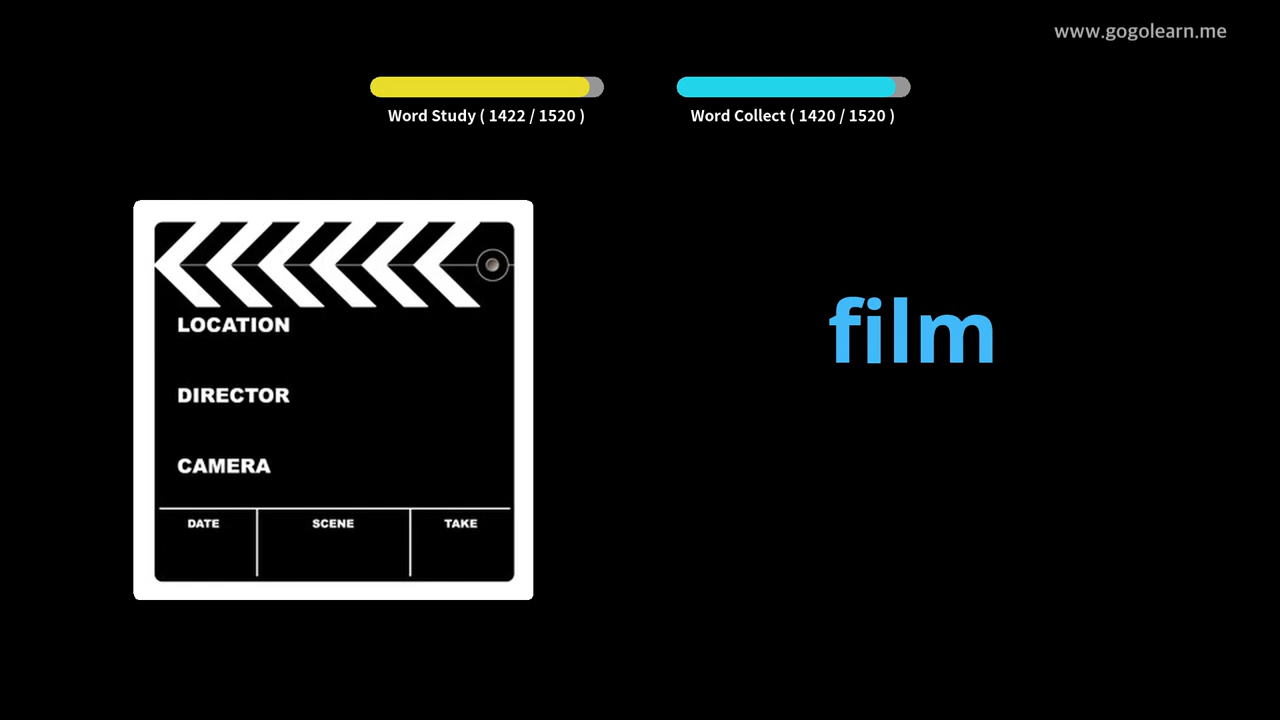 www.gogolearn.me
Word Study ( 1422 / 1520 )
Word Collect ( 1420 / 1520 )
LOCATION
film
DIRECTOR
CAMERA
DATE
SCENE
TAKE